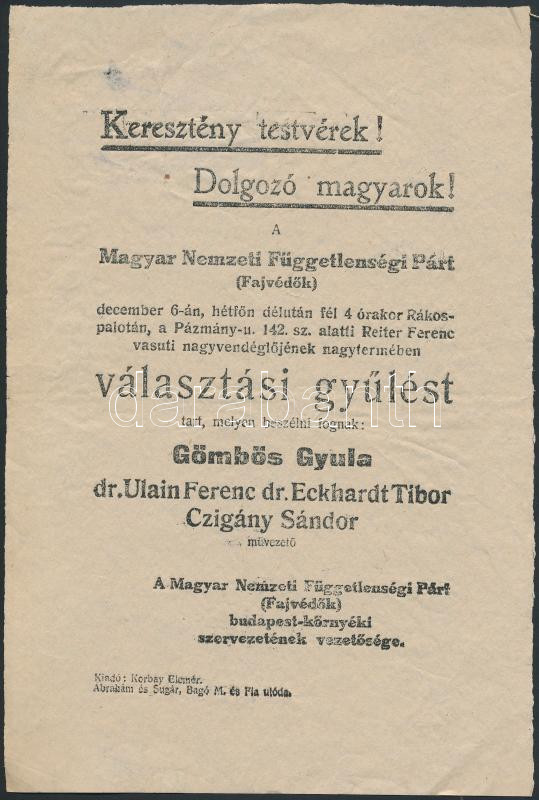 Keresztény testvérek!
Dolgozó magyarok!
A
Magyar Nemzeti Függetlenségi Párt
(Fajvédők)
december 6-án, hétfőn délután fél 4 órakor Rákos-
palotán, a Pázmány-u. 142. sz. alatti Reiter Ferenc
vasuti nagyvendéglőjének nagytermében
választási gyűlést
darabanth
tart, melyen beszélni fognak:
Gömbös Gyula
dr. Ulain Ferenc dr. Eckhardt Tibor
Czigány Sándor
művezető
A Magyar Nemzeti Függetlenségi Párt
(Fajvédők)
budapest-környéki
szervezetének vezetősége.
Kiadó: Korbay Elemér.
Ábrahám és Sugár, Bagó M. és Fia utóda.